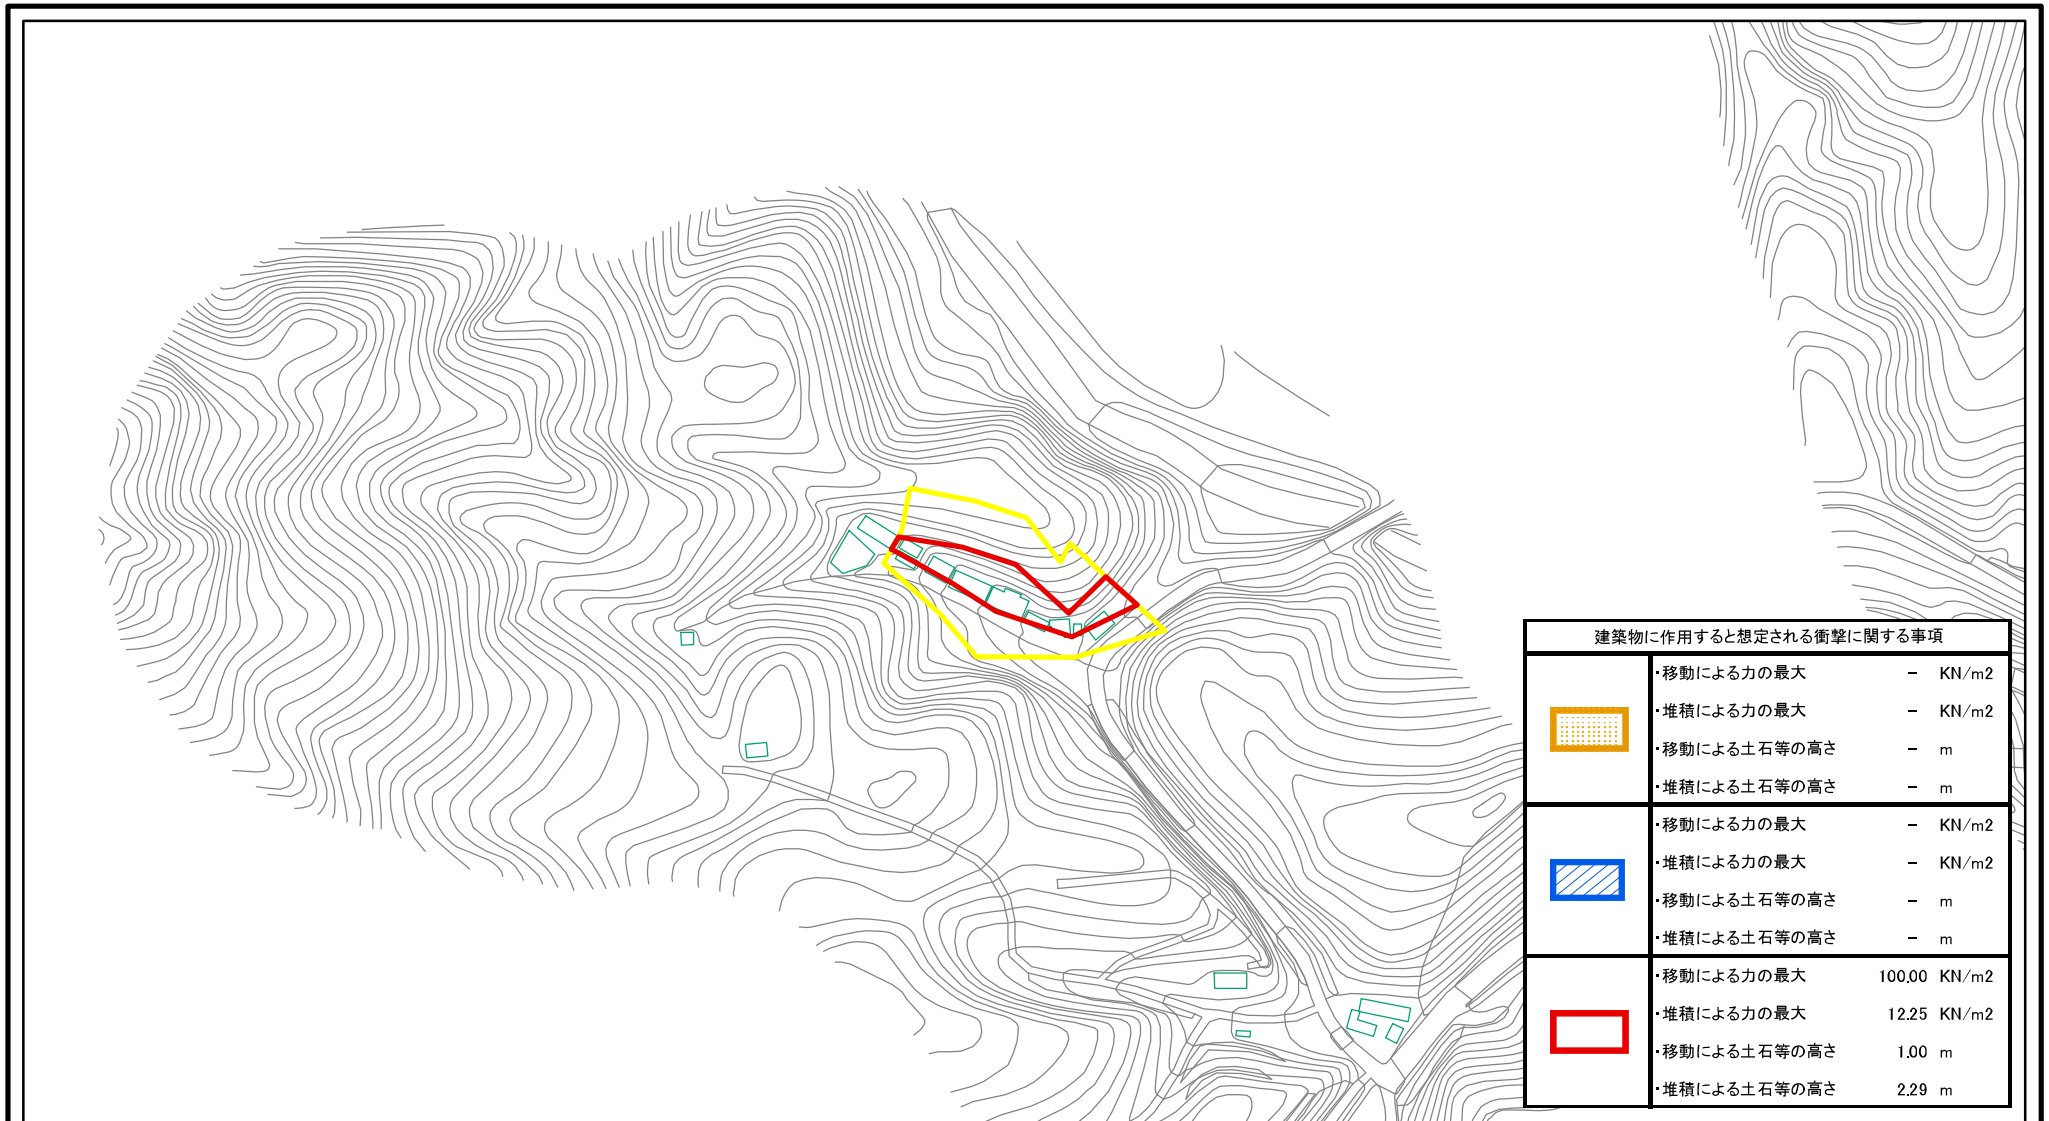 建築物に作用すると想定される衝撃に関する事項
・移動による力の最大 － KN/m2
・堆積による力の最大 － KN/m2
・移動による土石等の高さ － m
・堆積による土石等の高さ － m
・移動による力の最大 － KN/m2
・堆積による力の最大 － KN/m2
・移動による土石等の高さ － m
・堆積による土石等の高さ － m
・移動による力の最大 100.00 KN/m2
・堆積による力の最大 12.25 KN/m2
・移動による土石等の高さ 1.00 m
・堆積による土石等の高さ 2.29 m